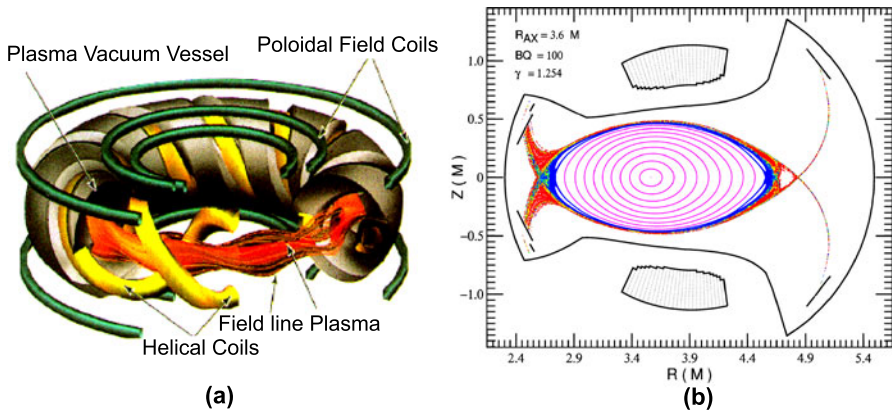 Plasma Vacuum Vessel
Poloidal Field Coils
Field line Plasma
Helical Coils
(a)
R_AX = 3.6 M
BQ = 100
γ = 1.254
1.0
0.5
0
-0.5
-1.0
Z (M)
2.4 2.9 3.4 3.9 4.4 4.9 5.4
R (M)
(b)